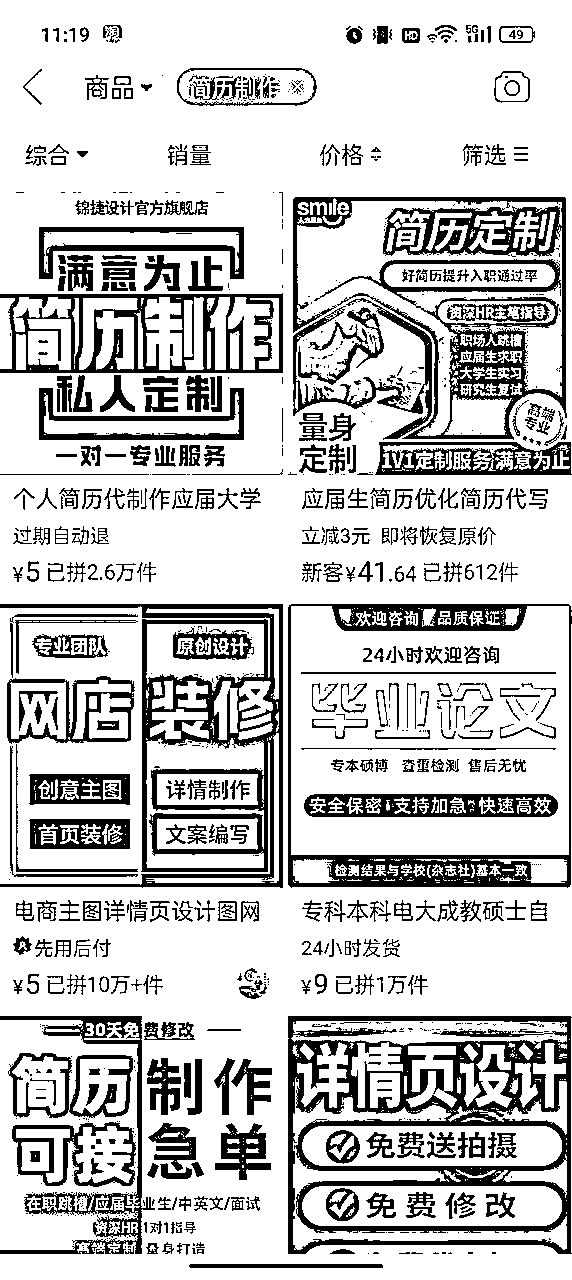 11:19
HD 5G 49
商品 简历制作
综合 销量 价格 筛选
锦捷设计官方旗舰店
满意为止
简历制作
私人定制
一对一专业服务
个人简历代制作应届大学
过期自动退
¥5 已拼2.6万件
smile
简历定制
好简历提升入职通过率
资深HR主笔指导
职场人跳槽
应届生求职
大学生实习
研究生复试
高端
专业
量身
定制
1V1定制服务 满意为止
应届生简历优化简历代写
立减3元 即将恢复原价
新客¥41.64 已拼612件
专业团队 原创设计
网店装修
创意主图 详情制作
首页装修 文案编写
电商主图详情页设计图网
先用后付
¥5 已拼10万+件
欢迎咨询 品质保证
24小时欢迎咨询
毕业论文
专本硕博 查重检测 售后无忧
安全保密 支持加急 快速高效
检测结果与学校(杂志社)基本一致
专科本科电大成教硕士自
24小时发货
¥9 已拼1万件
30天免费修改
简历制作
可接急单
在职跳槽/应届毕业生/中英文/面试
资深HR 1对1指导
高端定制 量身打造
详情页设计
免费送拍摄
免费修改